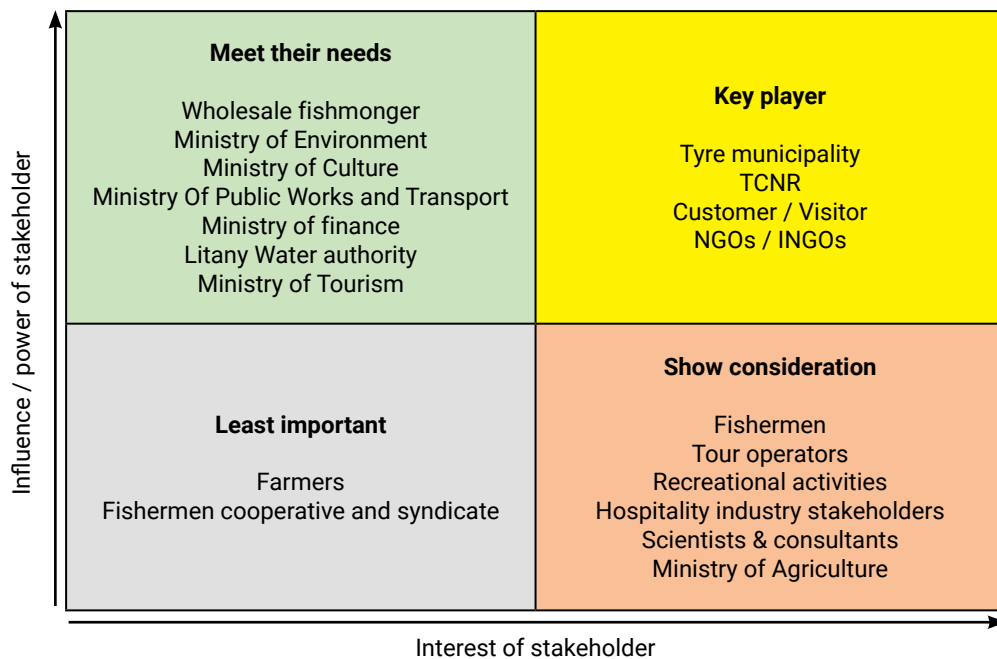 Influence / power of stakeholder
Meet their needs
Wholesale fishmonger
Ministry of Environment
Ministry of Culture
Ministry Of Public Works and Transport
Ministry of finance
Litany Water authority
Ministry of Tourism
Key player
Tyre municipality
TCNR
Customer / Visitor
NGOs / INGOs
Least important
Farmers
Fishermen cooperative and syndicate
Show consideration
Fishermen
Tour operators
Recreational activities
Hospitality industry stakeholders
Scientists & consultants
Ministry of Agriculture
Interest of stakeholder